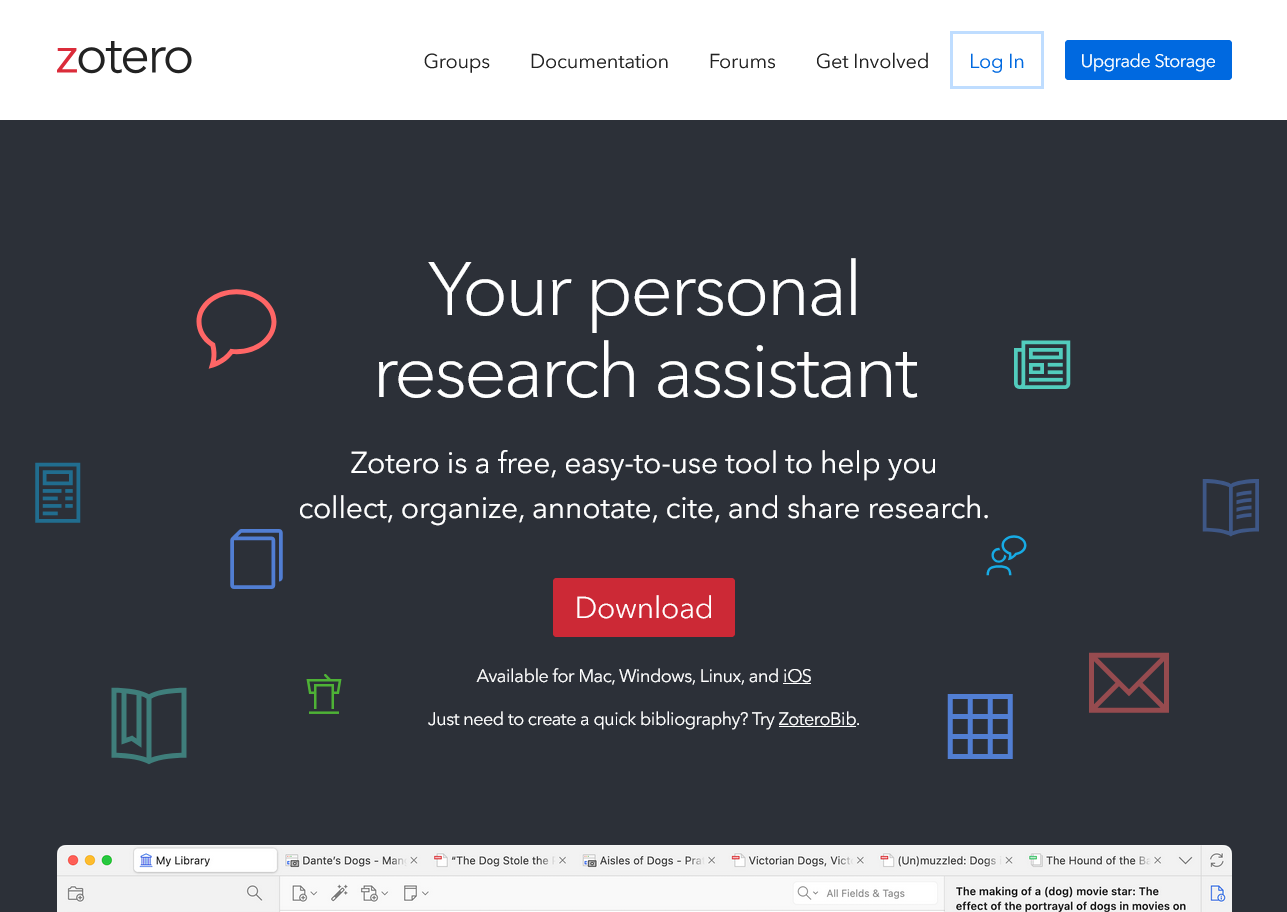 zotero
Groups
Documentation
Forums
Get Involved
Log In
Upgrade Storage
Your personal
research assistant
Zotero is a free, easy-to-use tool to help you
collect, organize, annotate, cite, and share research.
Download
Available for Mac, Windows, Linux, and iOS
Just need to create a quick bibliography? Try ZoteroBib.
My Library
Dante's Dogs - Man
"The Dog Stole the
Aisles of Dogs - Pra
Victorian Dogs, Vict
(Un)muzzled: Dogs
The Hound of the Ba
All Fields & Tags
The making of a (dog) movie star: The
effect of the portrayal of dogs in movies on